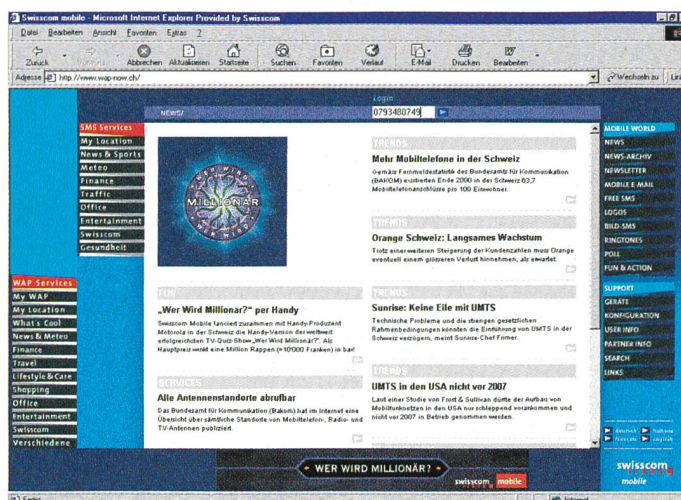 Swisscom mobile - Microsoft Internet Explorer Provided by Swisscom
Datei Bearbeiten Ansicht Favoriten Extras ?
Zurück Abbrechen Aktualisieren Startseite Suchen Favoriten Verlauf E-Mail Drucken Bearbeiten
Adresse http://www.wap-now.ch/ Wechseln zu
Login
NEWS/ 0793480749
SMS Services
My Location
News & Sports
Meteo
Finance
Traffic
Office
Entertainment
Swisscom
Gesundheit
WAP Services
My WAP
My Location
What's Cool
News & Meteo
Finance
Travel
Lifestyle & Care
Shopping
Office
Entertainment
Swisscom
Verschiedene
WER WIRD
MILLIONÄR
WER WIRD
FUN
„Wer Wird Millionär?" per Handy
Swisscom Mobile lanciert zusammen mit Handy-Produzent
Motorola in der Schweiz die Handy-Version der weltweit
erfolgreichsten TV-Quiz-Show „Wer Wird Millionär?". Als
Hauptpreis winkt eine Million Rappen (=10'000 Franken) in bar!
SERVICES
Alle Antennenstandorte abrufbar
Das Bundesamt für Kommunikation (Bakom) hat im Internet eine
Übersicht über sämtliche Standorte von Mobiltelefon-, Radio- und
TV-Antennen publiziert.
TRENDS
Mehr Mobiltelefone in der Schweiz
Gemäss Fernmeldestatistik des Bundesamts für Kommunikation
(BAKOM) existierten Ende 2000 in der Schweiz 63,7
Mobiltelefonanschlüsse pro 100 Einwohner.
TRENDS
Orange Schweiz: Langsames Wachstum
Trotz einer weiteren Steigerung der Kundenzahlen muss Orange
eventuell einen grösseren Verlust hinnehmen, als erwartet.
TRENDS
Sunrise: Keine Eile mit UMTS
Technische Probleme und die strengen gesetzlichen
Rahmenbedingungen könnten die Einführung von UMTS in der
Schweiz verzögern, meint Sunrise-Chef Frimer.
TRENDS
UMTS in den USA nicht vor 2007
Laut einer Studie von Frost & Sullivan dürfte der Aufbau von
Mobilfunknetzen in den USA nur schleppend vorankommen und
nicht vor 2007 in Betrieb genommen werden.
MOBILE WORLD
NEWS
NEWS-ARCHIV
NEWSLETTER
MOBILE E-MAIL
FREE SMS
LOGOS
BILD-SMS
RINGTONES
POLL
FUN & ACTION
SUPPORT
GERÄTE
KONFIGURATION
USER INFO
PARTNER INFO
SEARCH
LINKS
deutsch italiano
français english
WER WIRD MILLIONÄR?
swisscom mobile
swisscom
mobile
Fertig Internet